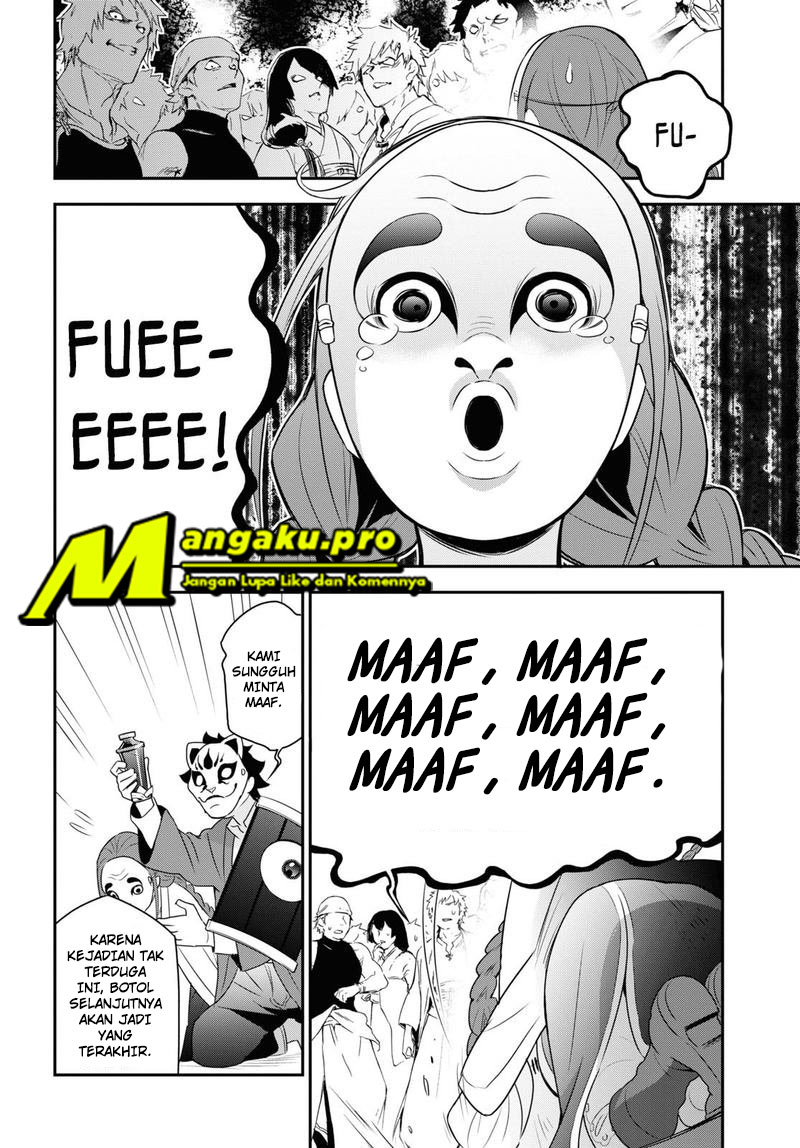 FU-
FUEE-
EEEE!
Mangaku.pro
Jangan Lupa Like dan Komennya
MAAF, MAAF,
MAAF, MAAF,
MAAF, MAAF.
KAMI
SUNGGUH
MINTA
MAAF.
KARENA
KEJADIAN TAK
TERDUGA
INI, BOTOL
SELANJUTNYA
AKAN JADI
YANG
TERAKHIR.